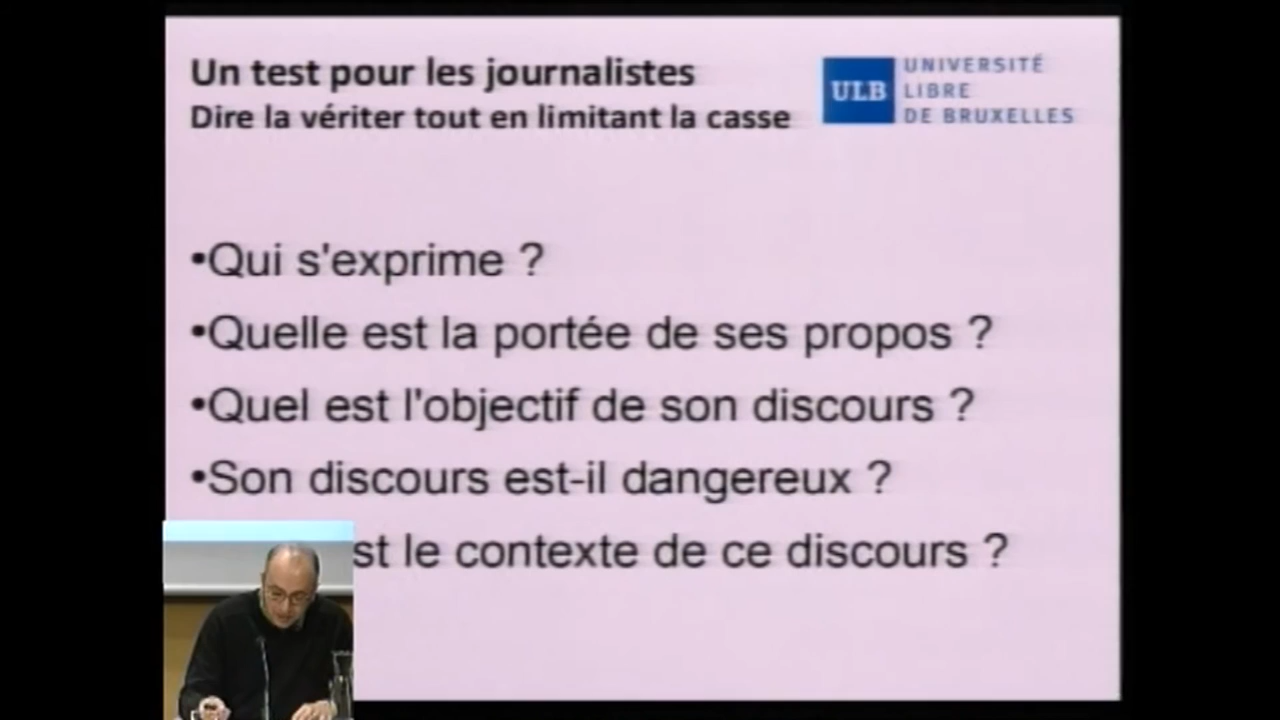 Un test pour les journalistes
Dire la vériter tout en limitant la casse
ULB
UNIVERSITÉ
LIBRE
DE BRUXELLES
•Qui s'exprime ?
•Quelle est la portée de ses propos ?
•Quel est l'objectif de son discours ?
•Son discours est-il dangereux ?
le contexte de ce discours ?